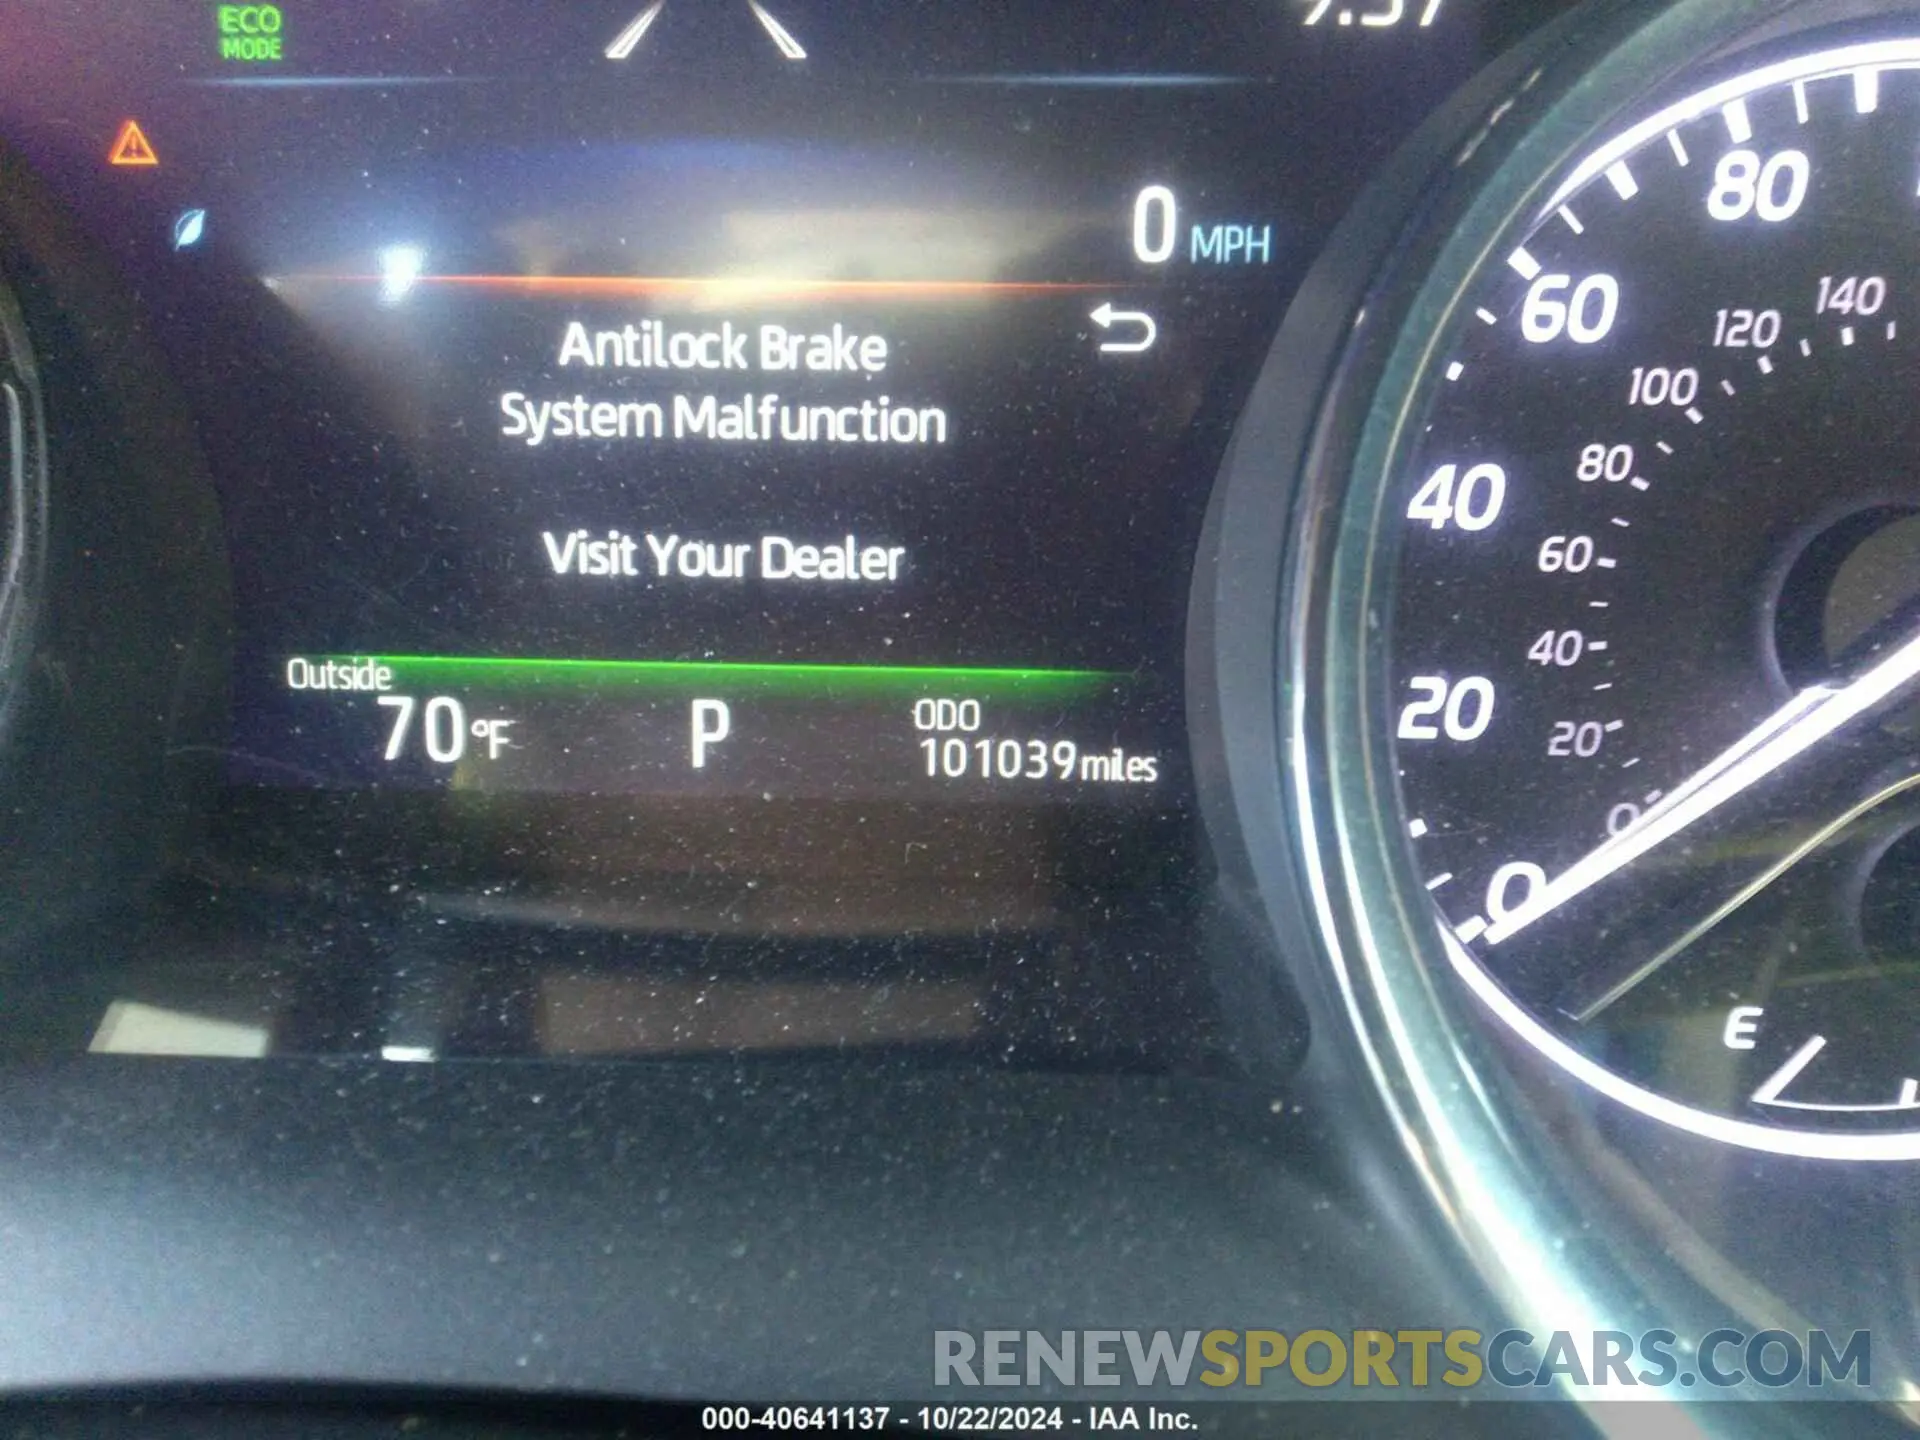 ECO
MODE
0 MPH
Antilock Brake
System Malfunction
Visit Your Dealer
Outside
70°F
P
ODO
101039 miles
80
60
40
20
0
140
120
100
80
60
40
20
0
E
RENEWSPORTSCARS.COM
000-40641137 - 10/22/2024 - IAA Inc.